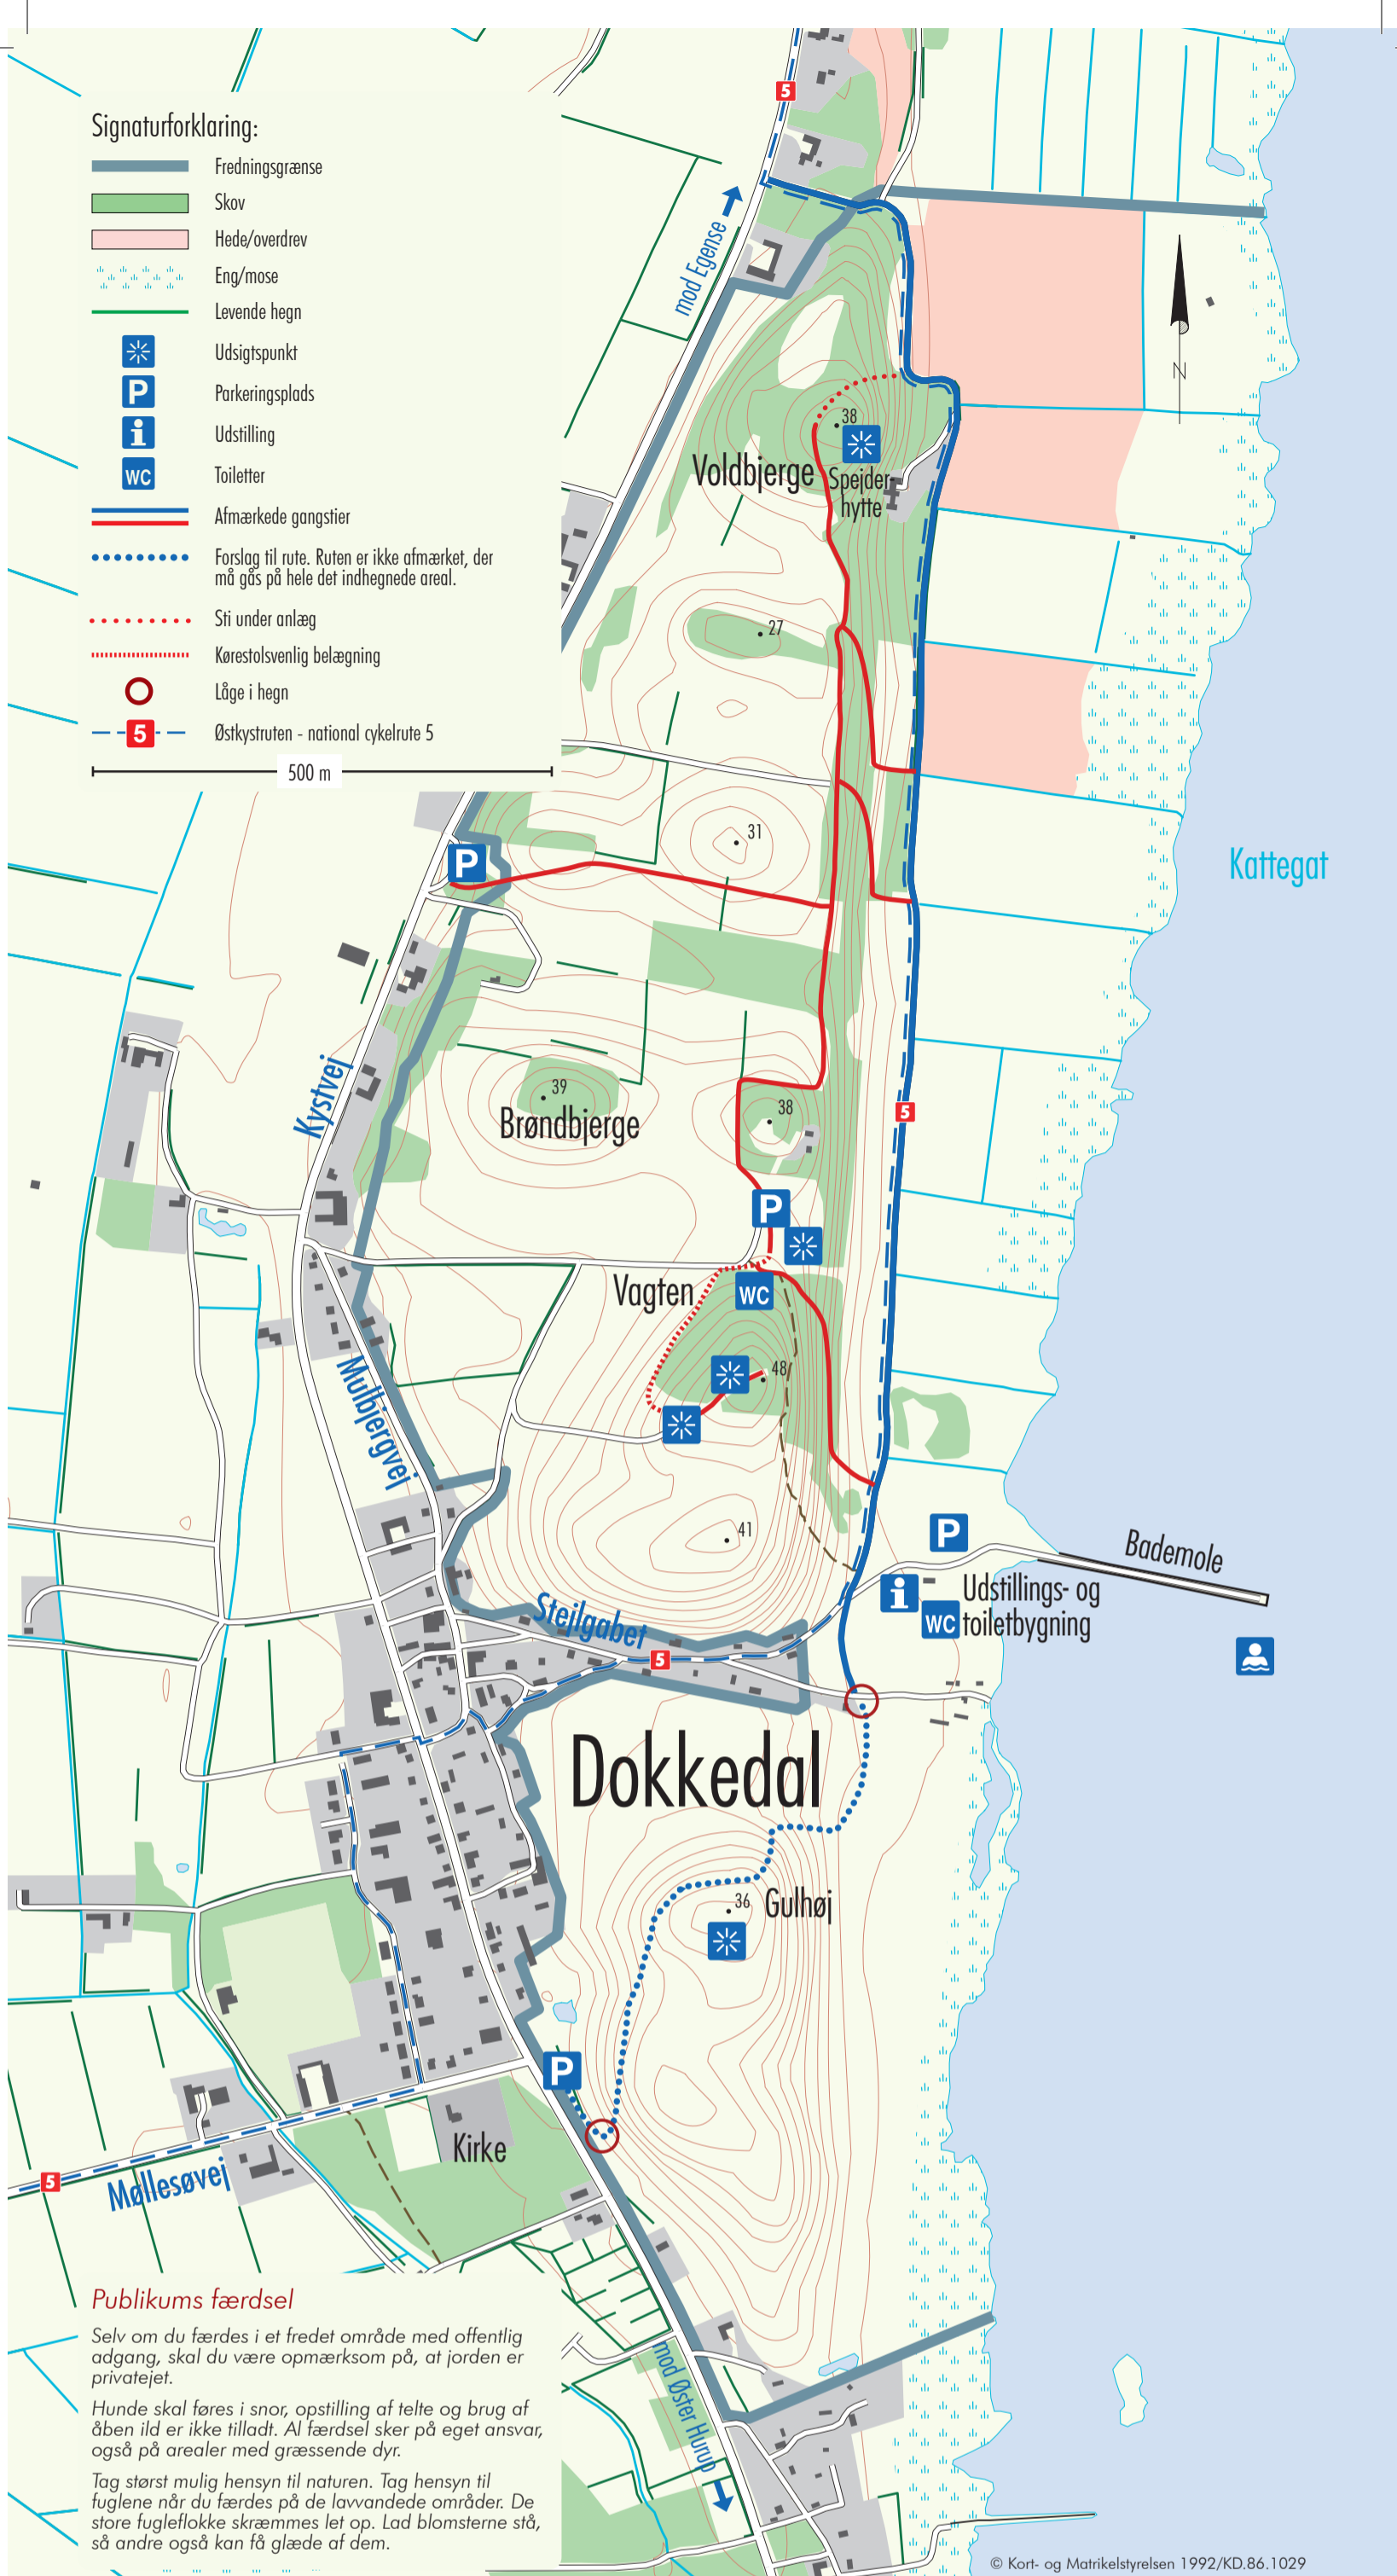 Signaturforklaring:
Fredningsgrænse
Skov
Hede/overdrev
Eng/mose
Levende hegn
Udsigtspunkt
P
Parkeringsplads
i
Udstilling
WC
Toiletter
Afmærkede gangstier
Forslag til rute. Ruten er ikke afmærket, der
må gås på hele det indhegnede areal.
Sti under anlæg
Kørestolsvenlig belægning
Låge i hegn
5
Østkystruten - national cykelrute 5
500 m
5
mod Egense
N
38
Voldbjerge
Spejder-
hytte
27
31
P
Kattegat
Kystvej
39
Brøndbjerge
38
5
P
Vagten
WC
48
Mulbjergvej
41
P
Bademole
i
Udstillings- og
WC
toiletbygning
Stejlgabet
5
Dokkedal
36
Gulhøj
P
Kirke
5
Møllesøvej
mod Øster Hurup
Publikums færdsel
Selv om du færdes i et fredet område med offentlig
adgang, skal du være opmærksom på, at jorden er
privatejet.
Hunde skal føres i snor, opstilling af telte og brug af
åben ild er ikke tilladt. Al færdsel sker på eget ansvar,
også på arealer med græssende dyr.
Tag størst mulig hensyn til naturen. Tag hensyn til
fuglene når du færdes på de lavvandede områder. De
store fugleflokke skræmmes let op. Lad blomsterne stå,
så andre også kan få glæde af dem.
© Kort- og Matrikelstyrelsen 1992/KD.86.1029